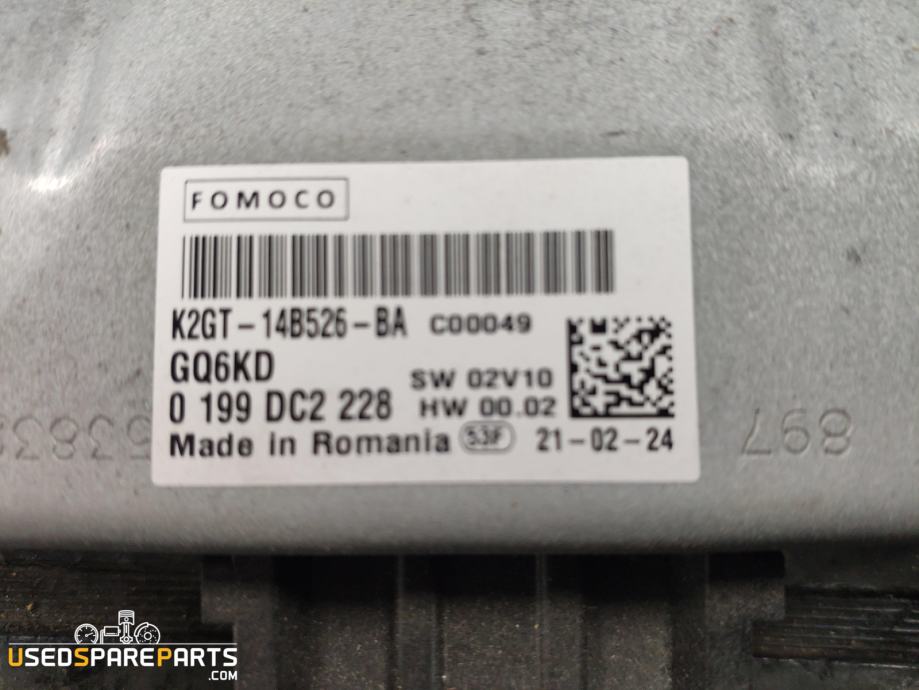 FOMOCO
K2GT-14B526-BA C00049
GQ6KD SW 02V10
0 199 DC2 228 HW 00.02
Made in Romania 53F 21-02-24
897
USEDSPAREPARTS
.COM